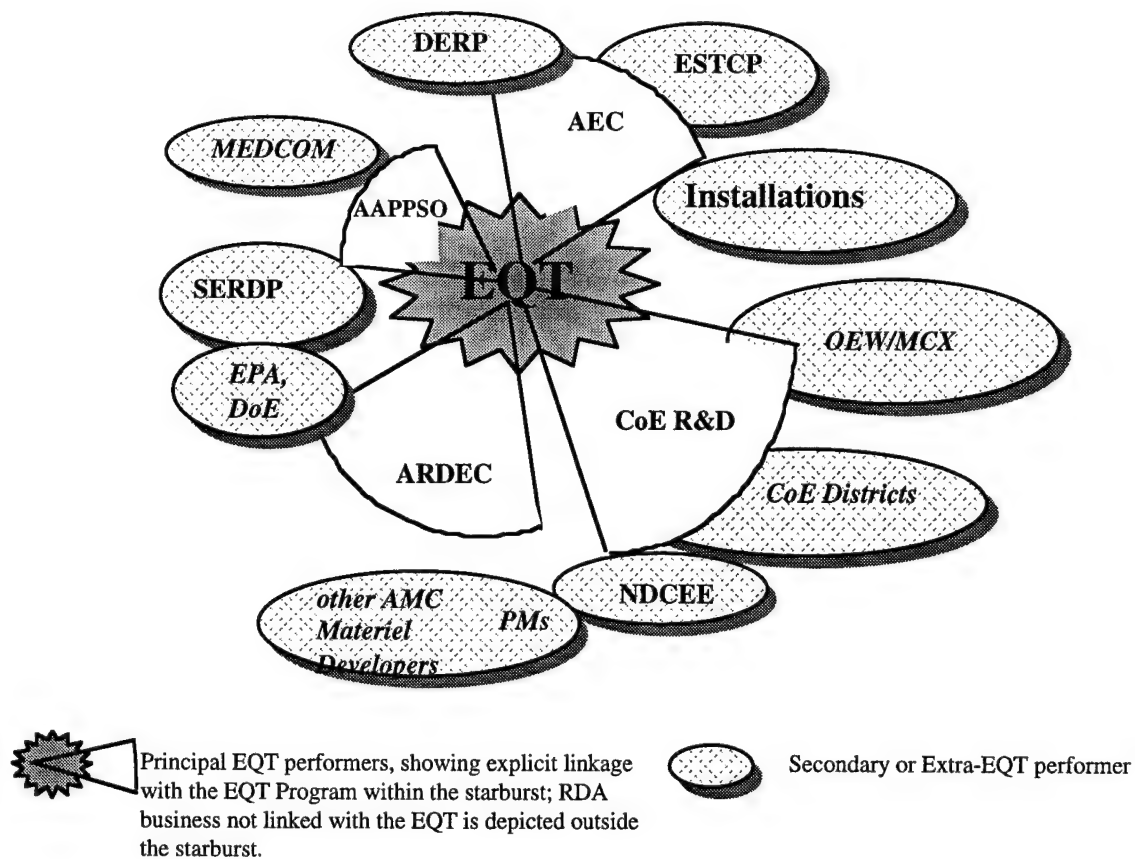 DERP
ESTCP
AEC
MEDCOM
AAPPSO
Installations
SERDP
EQT
OEW/MCX
EPA,
DoE
CoE R&D
ARDEC
CoE Districts
NDCEE
other AMC
Materiel
Developers
PMs
Principal EQT performers, showing explicit linkage
with the EQT Program within the starburst; RDA
business not linked with the EQT is depicted outside
the starburst.
Secondary or Extra-EQT performer